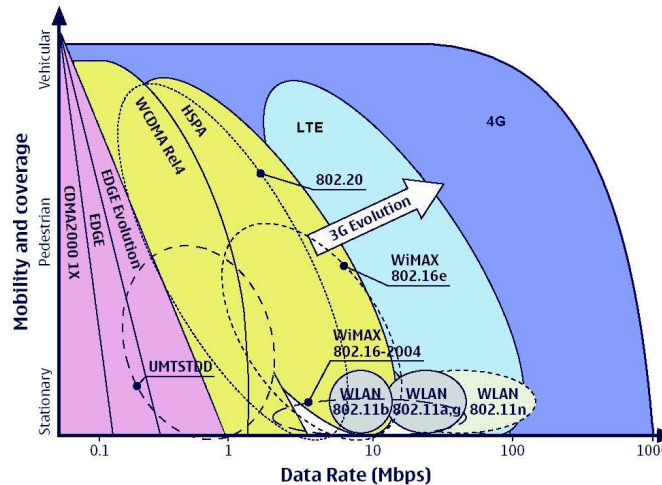 Vehicular
Pedestrian
Stationary
Mobility and coverage
CDMA2000 1X
EDGE
EDGE Evolution
WCDMA Rel4
HSPA
LTE
4G
802.20
3G Evolution
WiMAX
802.16e
WiMAX
802.16-2004
UMTSTDD
WLAN
802.11b
WLAN
802.11a,g
WLAN
802.11n
0.1
1
10
100
1000
Data Rate (Mbps)